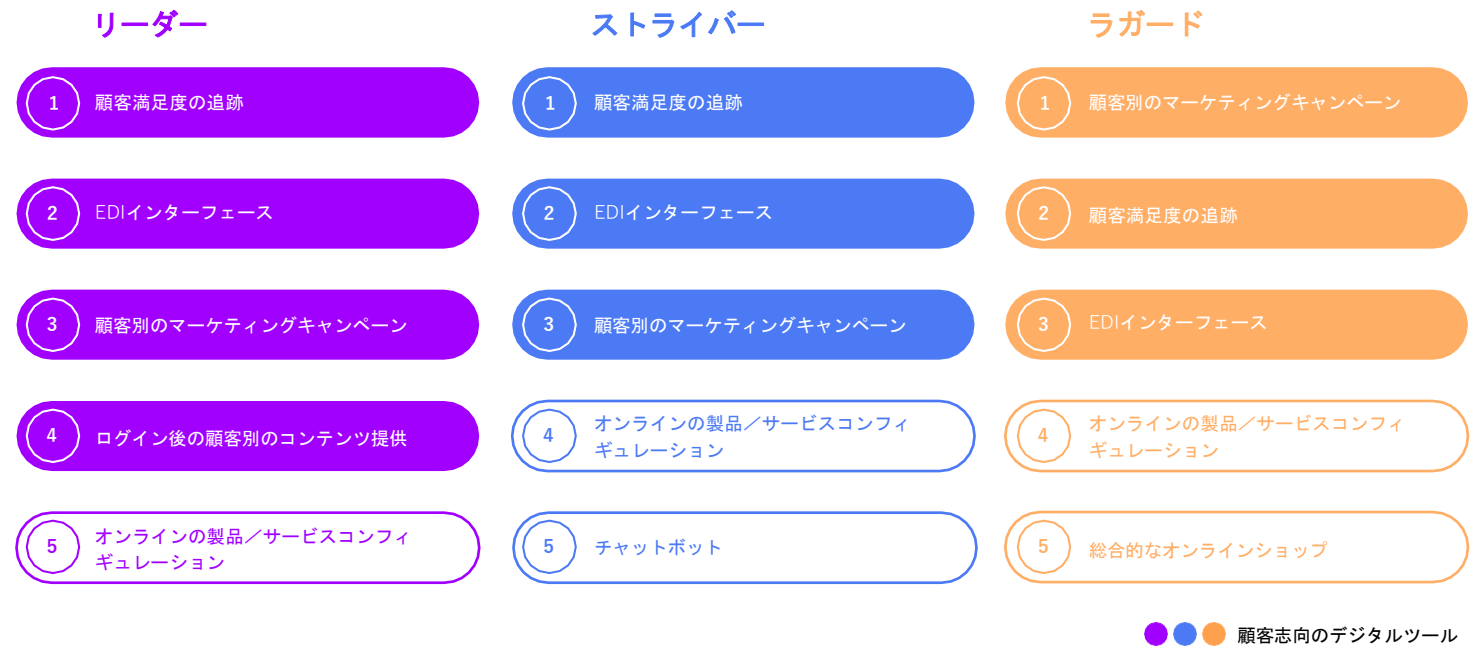 リーダー
1 顧客満足度の追跡
2 EDIインターフェース
3 顧客別のマーケティングキャンペーン
4 ログイン後の顧客別のコンテンツ提供
5 オンラインの製品／サービスコンフィ
ギュレーション
ストライバー
1 顧客満足度の追跡
2 EDIインターフェース
3 顧客別のマーケティングキャンペーン
4 オンラインの製品／サービスコンフィ
ギュレーション
5 チャットボット
ラガード
1 顧客別のマーケティングキャンペーン
2 顧客満足度の追跡
3 EDIインターフェース
4 オンラインの製品／サービスコンフィ
ギュレーション
5 総合的なオンラインショップ
顧客志向のデジタルツール